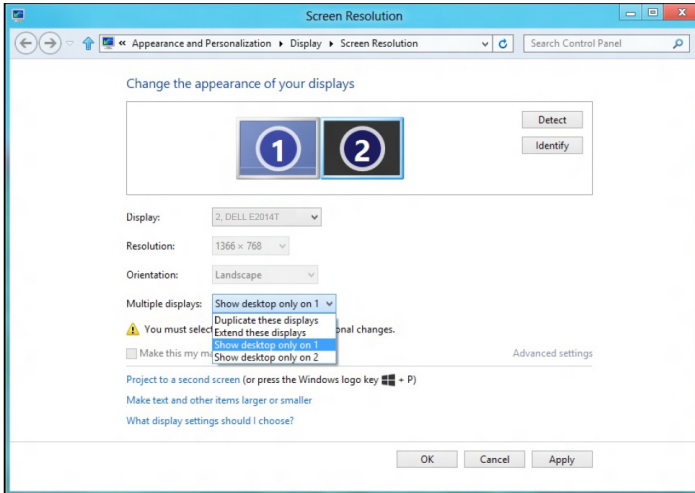 Screen Resolution
« Appearance and Personalization ▸ Display ▸ Screen Resolution
Search Control Panel
Change the appearance of your displays
1
2
Detect
Identify
Display: 2, DELL E2014T
Resolution: 1366 × 768
Orientation: Landscape
Multiple displays: Show desktop only on 1
Duplicate these displays
You must select Extend these displays onal changes.
Show desktop only on 1
Make this my m Show desktop only on 2 Advanced settings
Project to a second screen (or press the Windows logo key + P)
Make text and other items larger or smaller
What display settings should I choose?
OK Cancel Apply